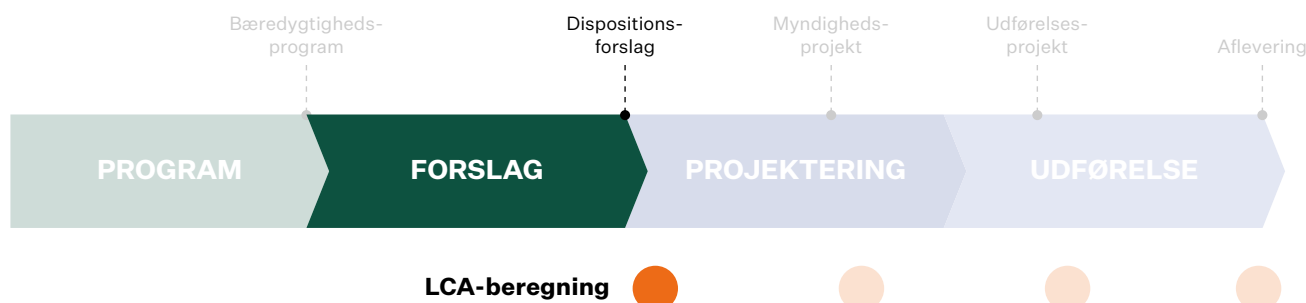 Bæredygtigheds-
program
Dispositions-
forslag
Myndigheds-
projekt
Udførelses-
projekt
Aflevering
PROGRAM
FORSLAG
PROJEKTERING
UDFØRELSE
LCA-beregning